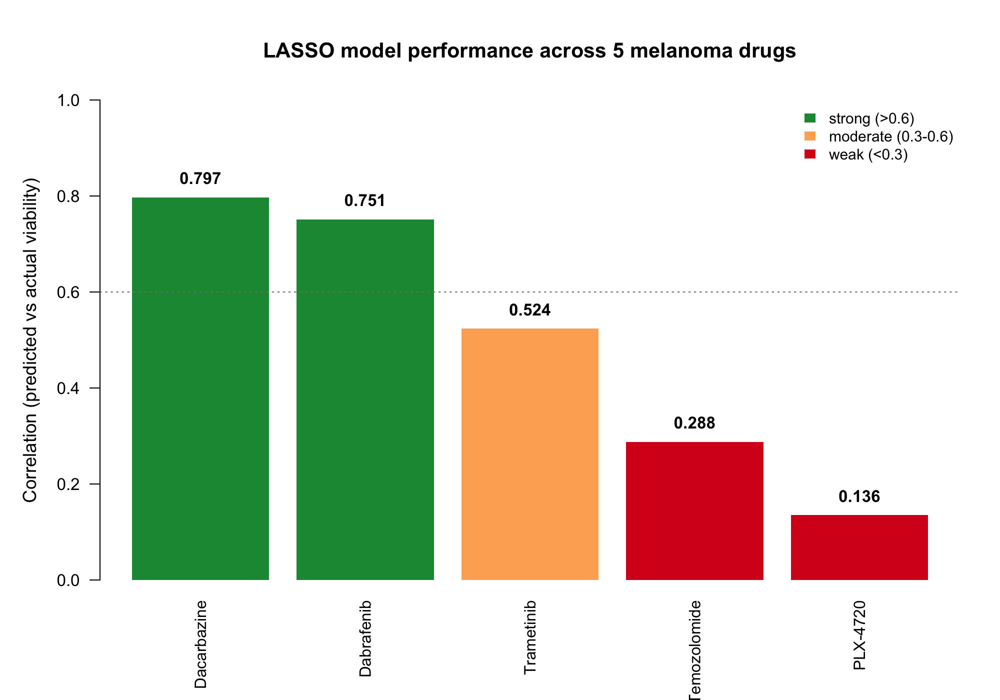 LASSO model performance across 5 melanoma drugs
Correlation (predicted vs actual viability)
1.0
0.8
0.6
0.4
0.2
0.0
strong (>0.6)
moderate (0.3-0.6)
weak (<0.3)
0.797
0.751
0.524
0.288
0.136
Dacarbazine
Dabrafenib
Trametinib
Temozolomide
PLX-4720